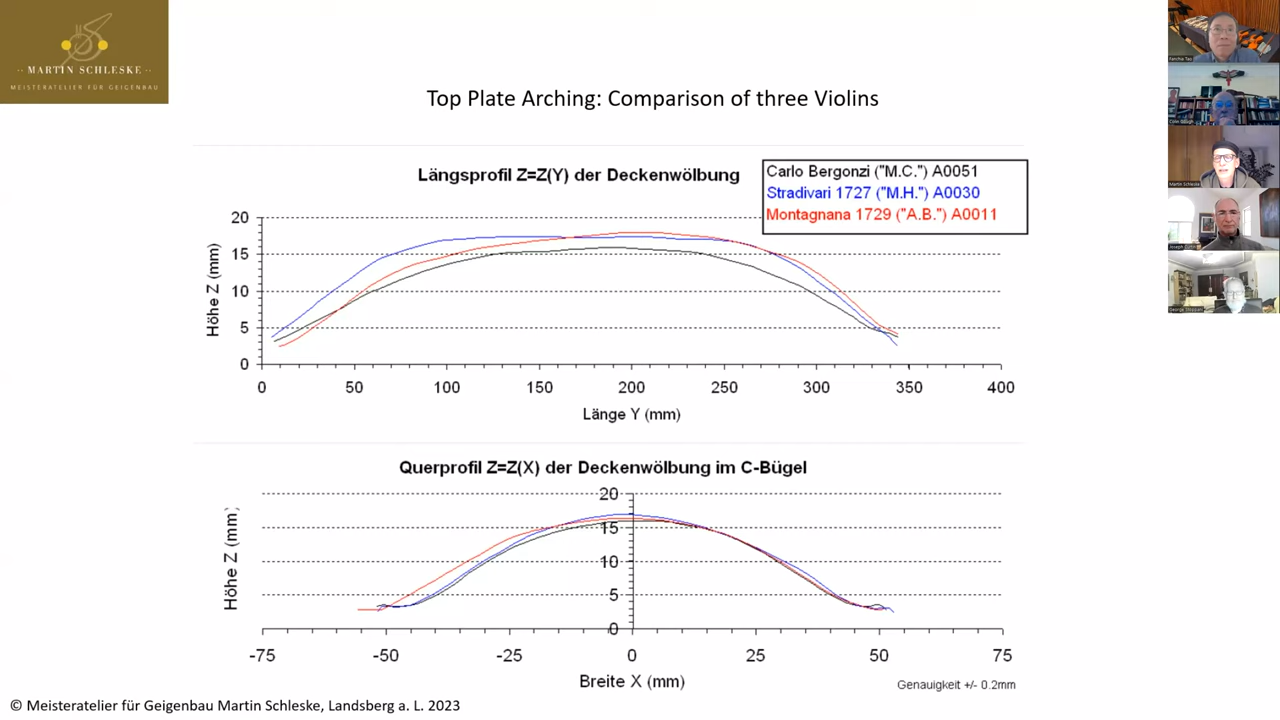 ·· MARTIN SCHLESKE ··
MEISTERATELIER FÜR GEIGENBAU
Top Plate Arching: Comparison of three Violins
Längsprofil Z=Z(Y) der Deckenwölbung
Carlo Bergonzi ("M.C.") A0051
Stradivari 1727 ("M.H.") A0030
Montagnana 1729 ("A.B.") A0011
Höhe Z (mm)
20
15
10
5
0
0 50 100 150 200 250 300 350 400
Länge Y (mm)
Querprofil Z=Z(X) der Deckenwölbung im C-Bügel
Höhe Z (mm)
20
15
10
5
0
-75 -50 -25 0 25 50 75
Breite X (mm)
Genauigkeit +/- 0.2mm
© Meisteratelier für Geigenbau Martin Schleske, Landsberg a. L. 2023
Martin Schleske